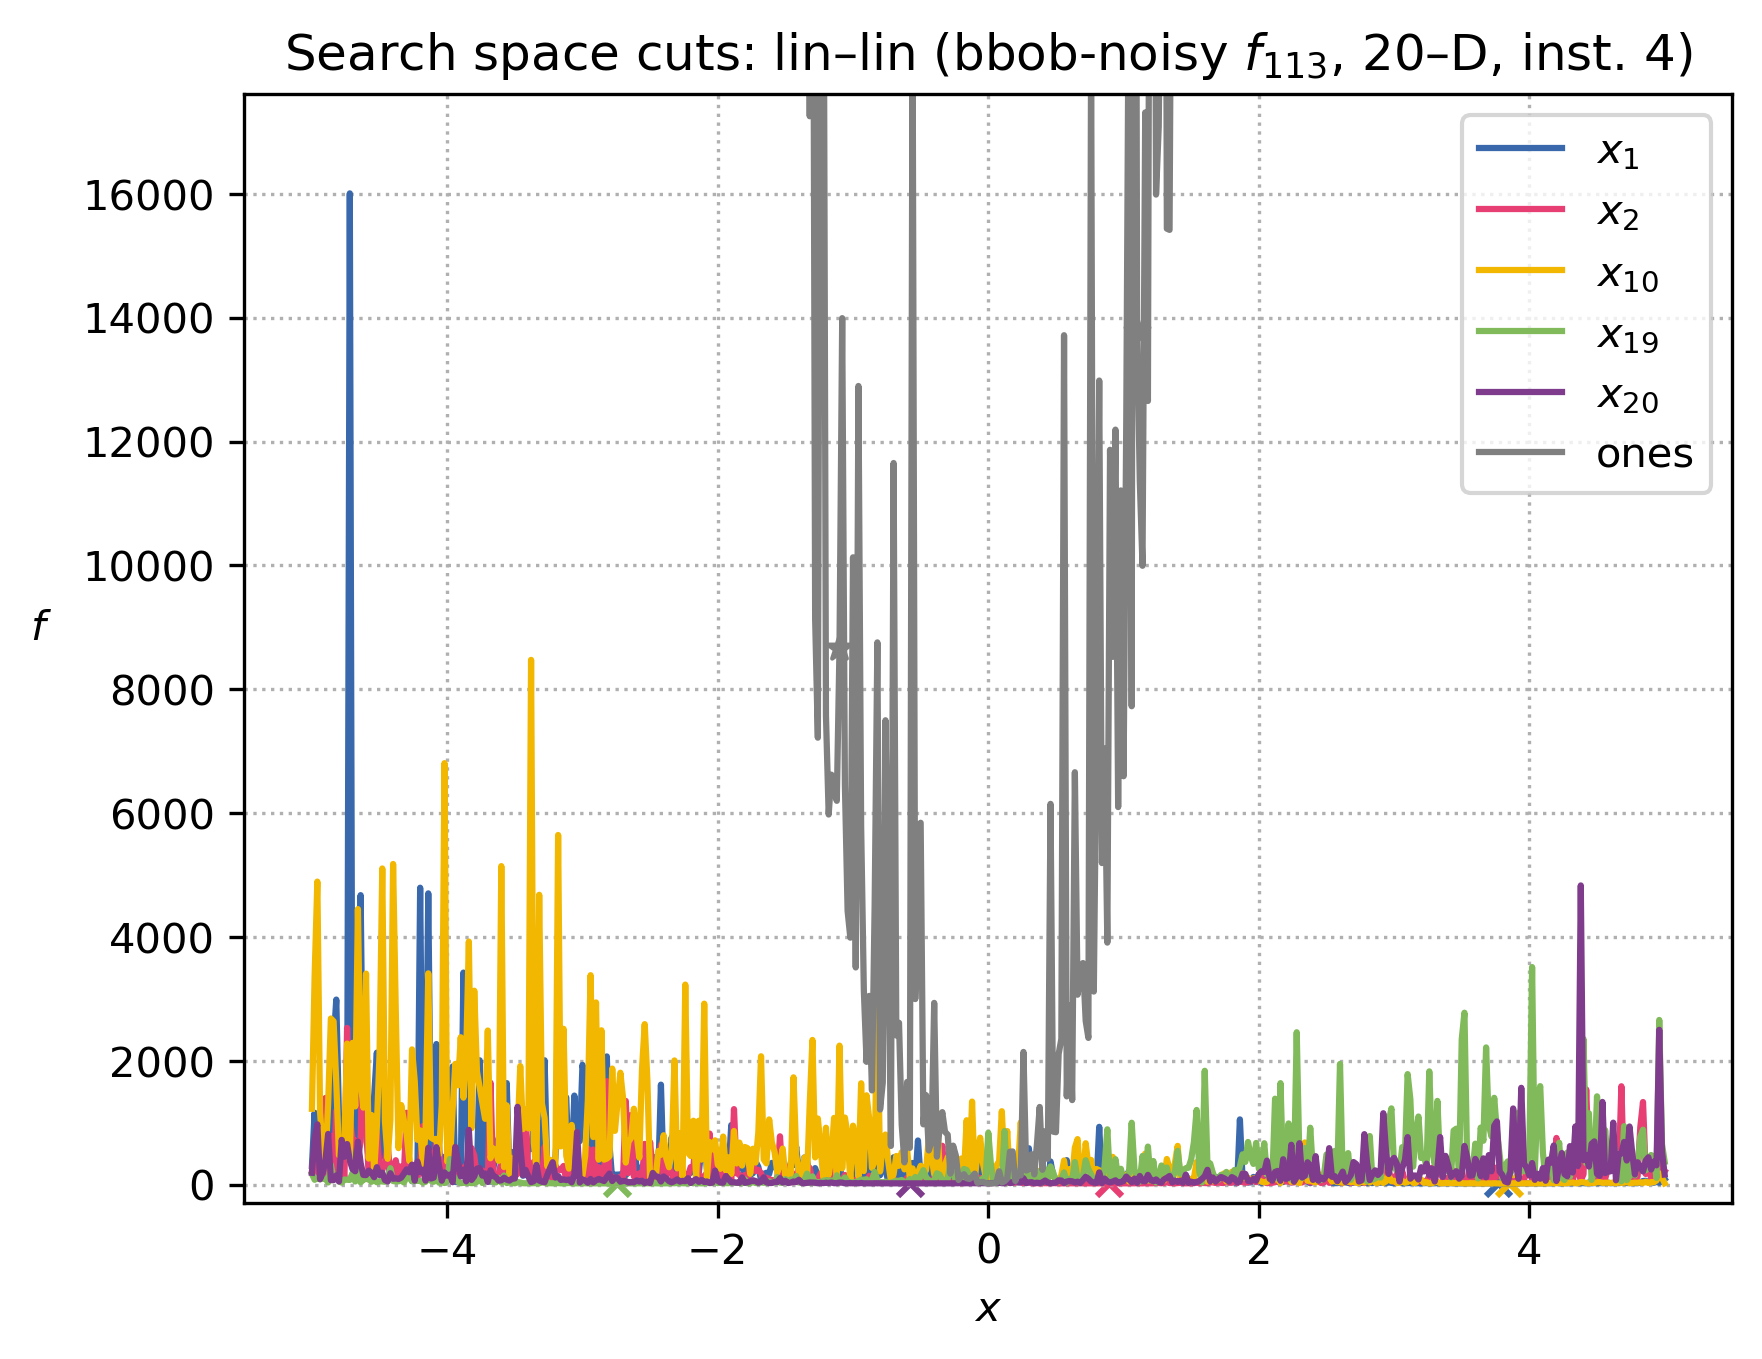 Search space cuts: lin–lin (bbob-noisy f₁₁₃, 20–D, inst. 4)
x₁
x₂
x₁₀
x₁₉
x₂₀
ones
16000
14000
12000
10000
8000
6000
4000
2000
0
f
−4
−2
0
2
4
x